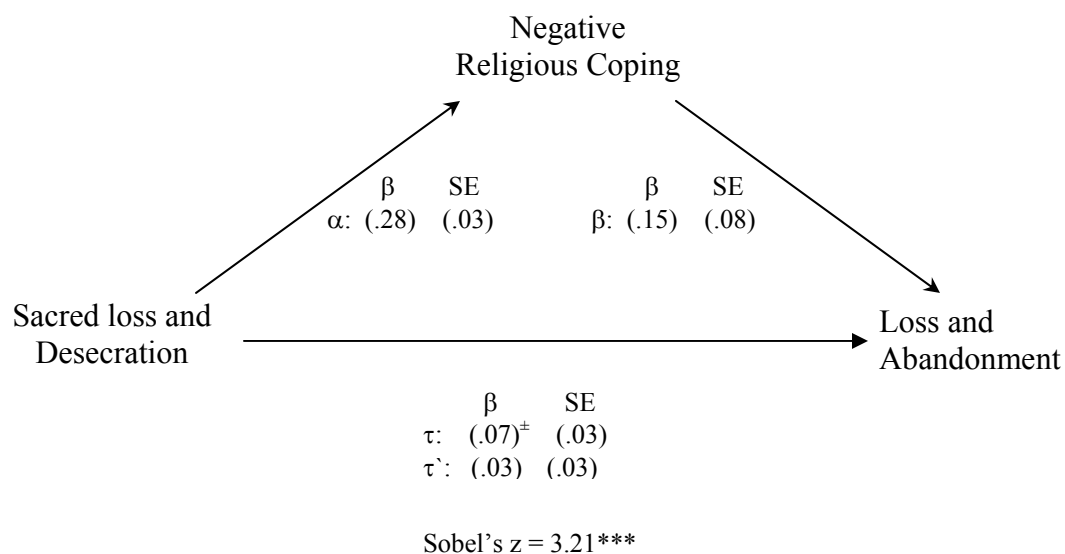 Negative
Religious Coping
β SE
α: (.28) (.03)
β SE
β: (.15) (.08)
Sacred loss and
Desecration
Loss and
Abandonment
β SE
τ: (.07)± (.03)
τ`: (.03) (.03)
Sobel’s z = 3.21***